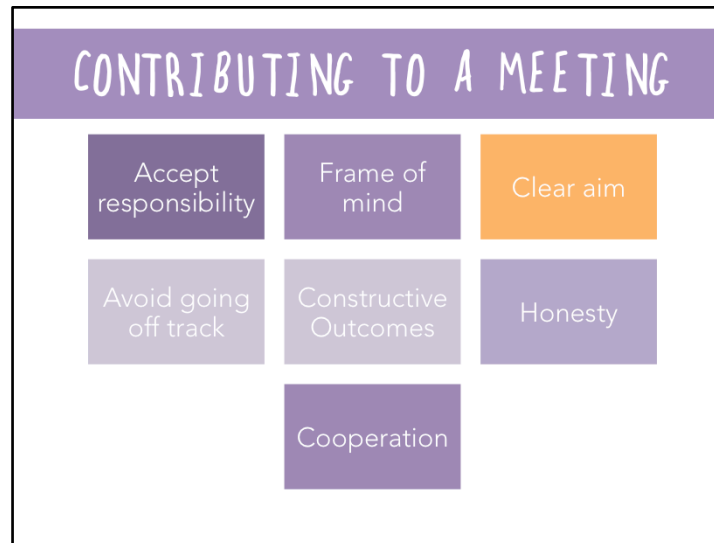 CONTRIBUTING TO A MEETING
Accept
responsibility
Frame of
mind
Clear aim
Avoid going
off track
Constructive
Outcomes
Honesty
Cooperation